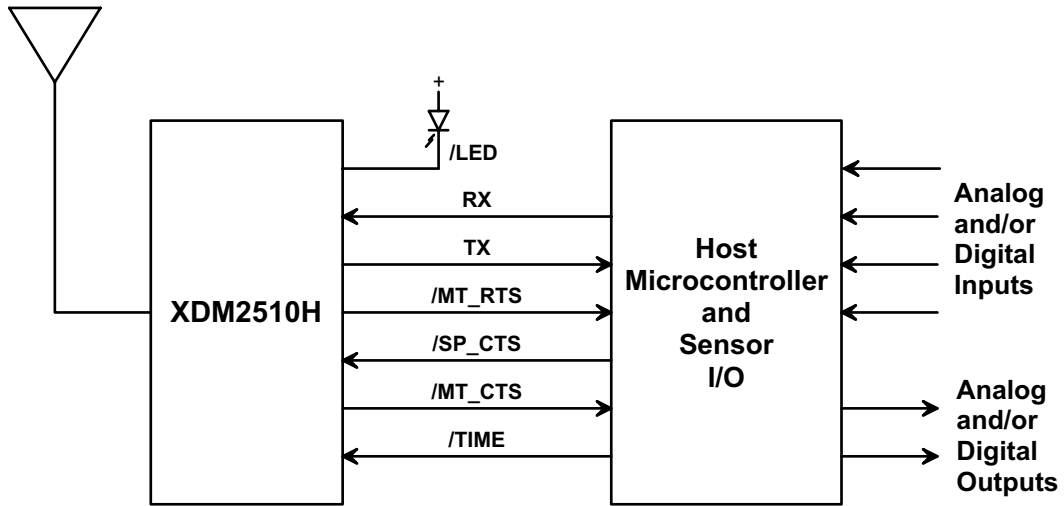 +
/LED
RX
TX
/MT_RTS
/SP_CTS
/MT_CTS
/TIME
XDM2510H
Host
Microcontroller
and
Sensor
I/O
Analog
and/or
Digital
Inputs
Analog
and/or
Digital
Outputs